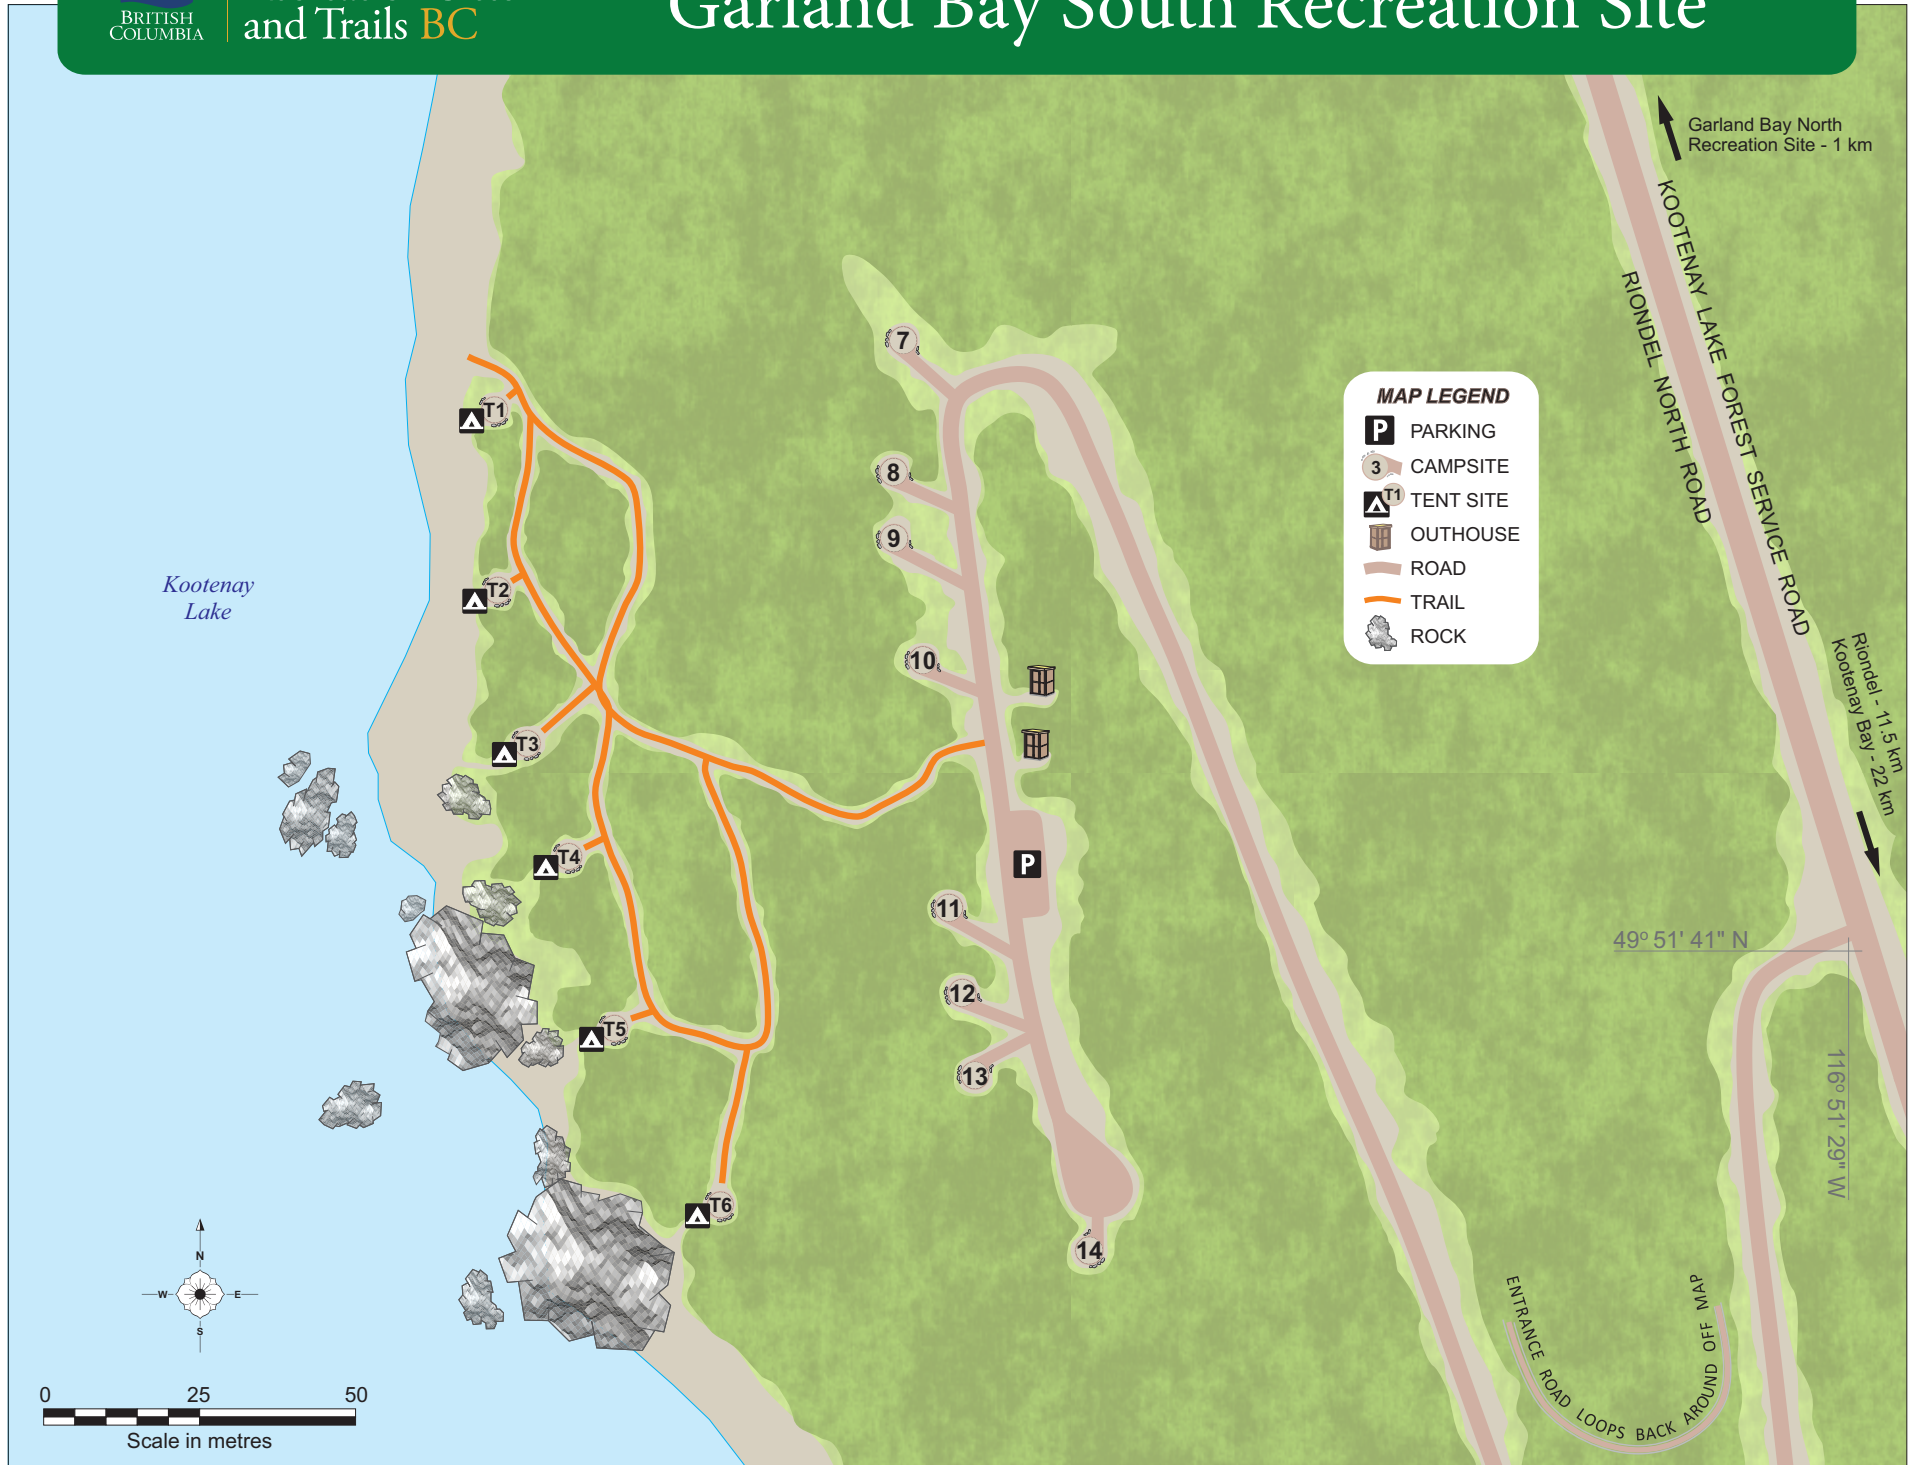 BRITISH
COLUMBIA
and Trails BC
Garland Bay South Recreation Site
Garland Bay North
Recreation Site - 1 km
KOOTENAY LAKE FOREST SERVICE ROAD
RIONDEL NORTH ROAD
Riondel - 11.5 km
Kootenay Bay - 22 km
MAP LEGEND
P PARKING
3 CAMPSITE
T1 TENT SITE
OUTHOUSE
ROAD
TRAIL
ROCK
Kootenay
Lake
7
8
9
10
11
12
13
14
P
T1
T2
T3
T4
T5
T6
49º 51' 41" N
116º 51' 29" W
ENTRANCE ROAD LOOPS BACK AROUND OFF MAP
N
W E
S
0 25 50
Scale in metres